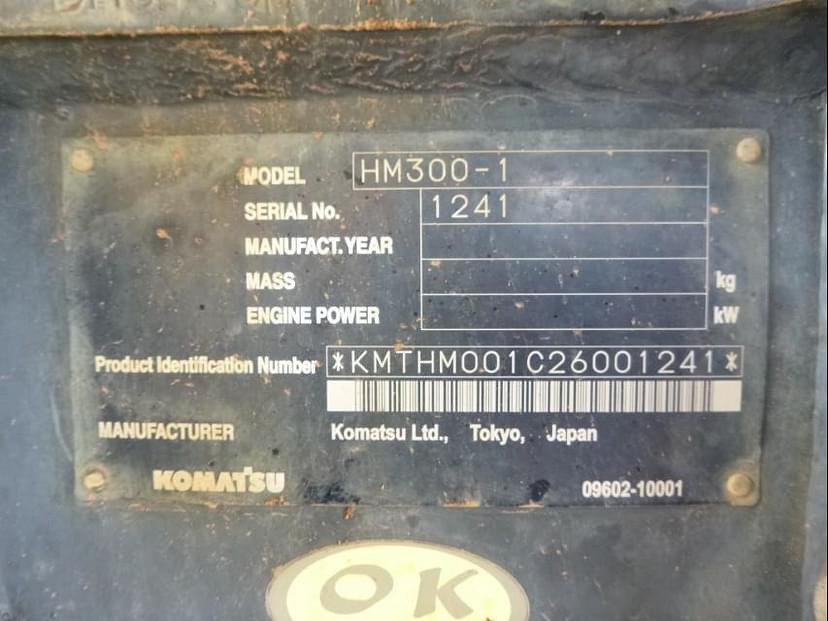 MODEL HM300-1
SERIAL No. 1241
MANUFACT. YEAR
MASS kg
ENGINE POWER kW
Product Identification Number *KMTHM001C26001241*
MANUFACTURER Komatsu Ltd., Tokyo, Japan
KOMATSU 09602-10001
OK